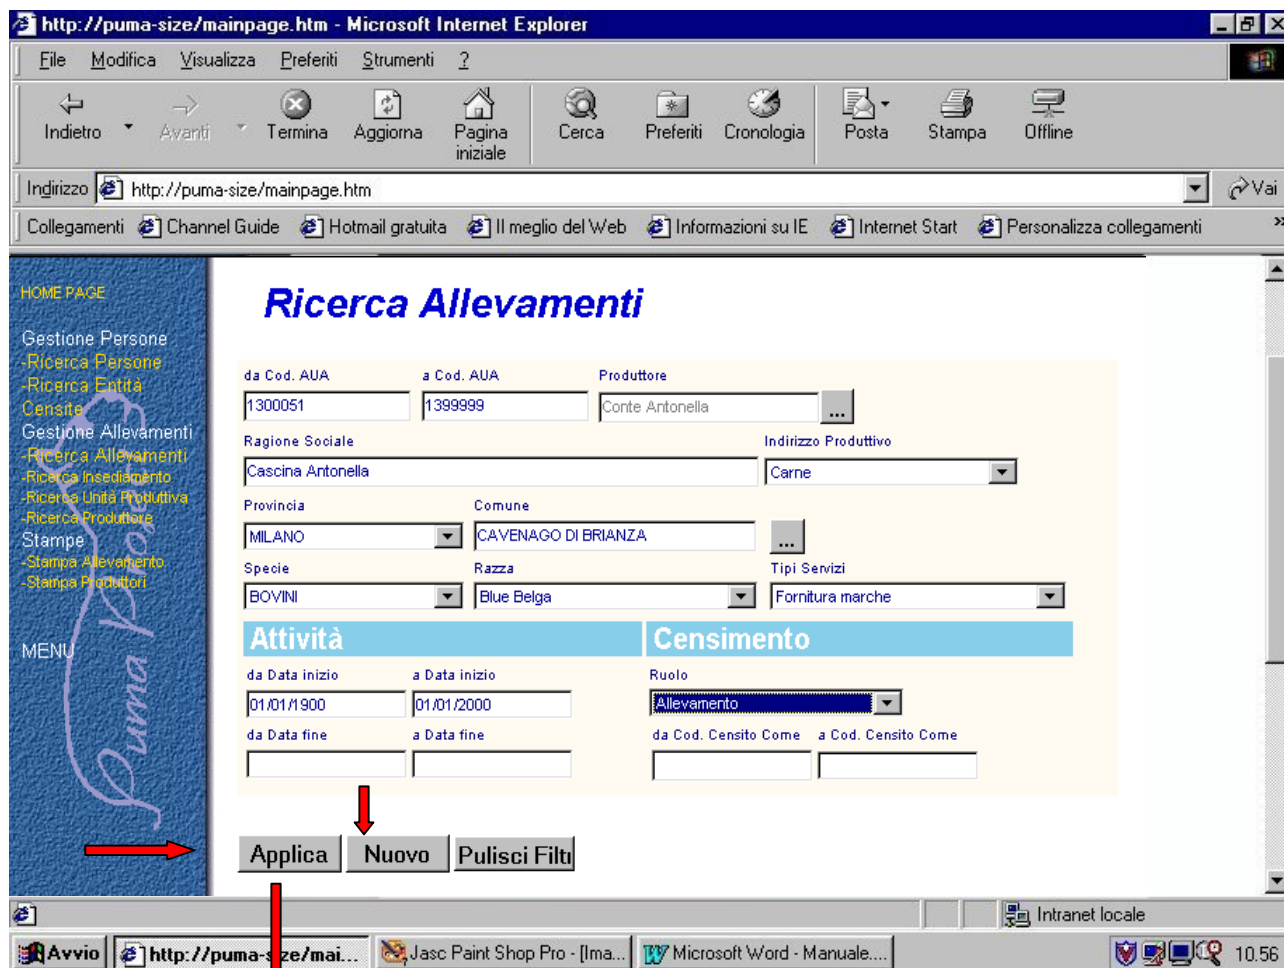 http://puma-size/mainpage.htm - Microsoft Internet Explorer
File Modifica Visualizza Preferiti Strumenti ?
Indietro Avanti Termina Aggiorna Pagina iniziale Cerca Preferiti Cronologia Posta Stampa Offline
Indirizzo http://puma-size/mainpage.htm Vai
Collegamenti Channel Guide Hotmail gratuita Il meglio del Web Informazioni su IE Internet Start Personalizza collegamenti »
HOME PAGE
Gestione Persone
-Ricerca Persone
-Ricerca Entità
Censite
Gestione Allevamenti
-Ricerca Allevamenti
-Ricerca Insediamento
-Ricerca Unità Produttiva
-Ricerca Produttore
Stampe
-Stampa Allevamento
-Stampa Produttori
MENU
Puma Project
Ricerca Allevamenti
da Cod. AUA a Cod. AUA Produttore
1300051 1399999 Conte Antonella ...
Ragione Sociale Indirizzo Produttivo
Cascina Antonella Carne
Provincia Comune
MILANO CAVENAGO DI BRIANZA ...
Specie Razza Tipi Servizi
BOVINI Blue Belga Fornitura marche
Attività Censimento
da Data inizio a Data inizio Ruolo
01/01/1900 01/01/2000 Allevamento
da Data fine a Data fine da Cod. Censito Come a Cod. Censito Come
Applica Nuovo Pulisci Filtri
Intranet locale
Avvio http://puma-size/mai... Jasc Paint Shop Pro - [Ima... Microsoft Word - Manuale.... 10.56